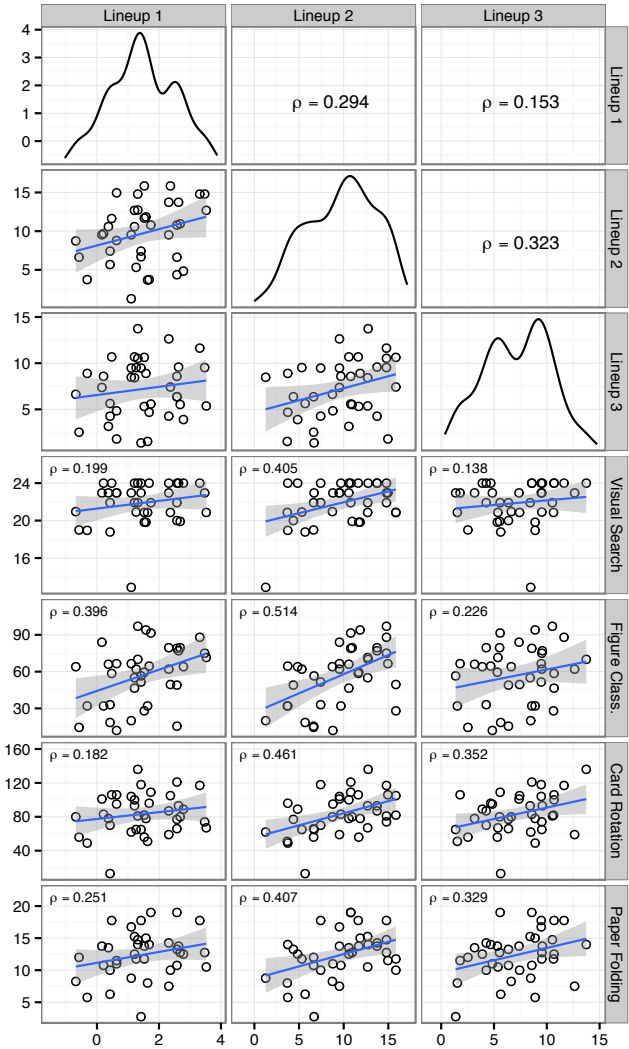 Lineup 1 Lineup 2 Lineup 3
4
3
2
1
0
ρ = 0.294 ρ = 0.153
Lineup 1
15
10
5
ρ = 0.323
Lineup 2
15
10
5
Lineup 3
24
20
16
ρ = 0.199 ρ = 0.405 ρ = 0.138
Visual Search
90
60
30
ρ = 0.396 ρ = 0.514 ρ = 0.226
Figure Class.
160
120
80
40
ρ = 0.182 ρ = 0.461 ρ = 0.352
Card Rotation
20
15
10
5
ρ = 0.251 ρ = 0.407 ρ = 0.329
Paper Folding
0 2 4 0 5 10 15 0 5 10 15